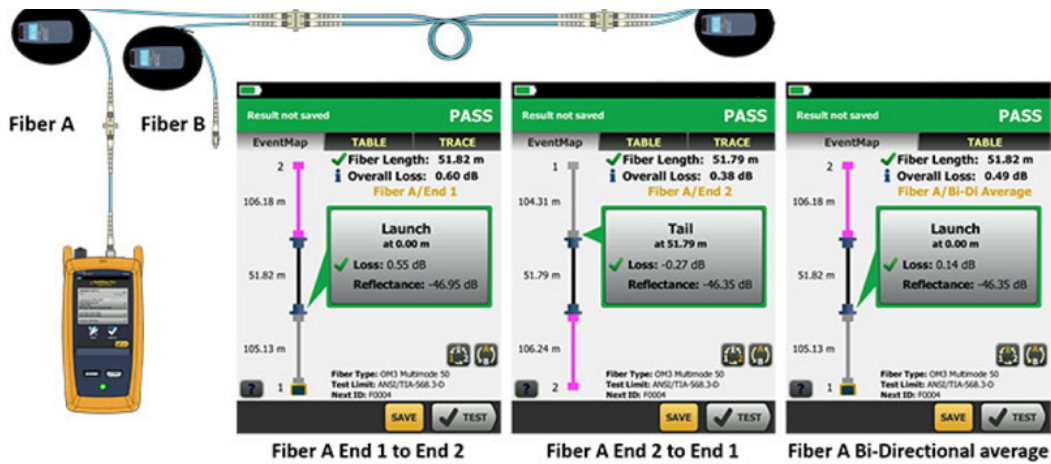 Fiber A
Fiber B
Result not saved
PASS
EventMap
TABLE
TRACE
2
Fiber Length: 51.82 m
Overall Loss: 0.60 dB
Fiber A/End 1
106.18 m
Launch
at 0.00 m
Loss: 0.55 dB
Reflectance: -46.95 dB
51.82 m
105.13 m
1
Fiber Type: OM3 Multimode 50
Test Limit: ANSI/TIA-568.3-D
Next ID: F0004
?
SAVE
TEST
Fiber A End 1 to End 2
Result not saved
PASS
EventMap
TABLE
TRACE
1
Fiber Length: 51.79 m
Overall Loss: 0.38 dB
Fiber A/End 2
104.31 m
Tail
at 51.79 m
Loss: -0.27 dB
Reflectance: -46.35 dB
51.79 m
106.24 m
2
Fiber Type: OM3 Multimode 50
Test Limit: ANSI/TIA-568.3-D
Next ID: F0004
?
SAVE
TEST
Fiber A End 2 to End 1
Result not saved
PASS
EventMap
TABLE
TRACE
2
Fiber Length: 51.82 m
Overall Loss: 0.49 dB
Fiber A/Bi-Di Average
106.18 m
Launch
at 0.00 m
Loss: 0.14 dB
Reflectance: -46.35 dB
51.82 m
105.13 m
1
Fiber Type: OM3 Multimode 50
Test Limit: ANSI/TIA-568.3-D
Next ID: F0004
?
SAVE
TEST
Fiber A Bi-Directional average